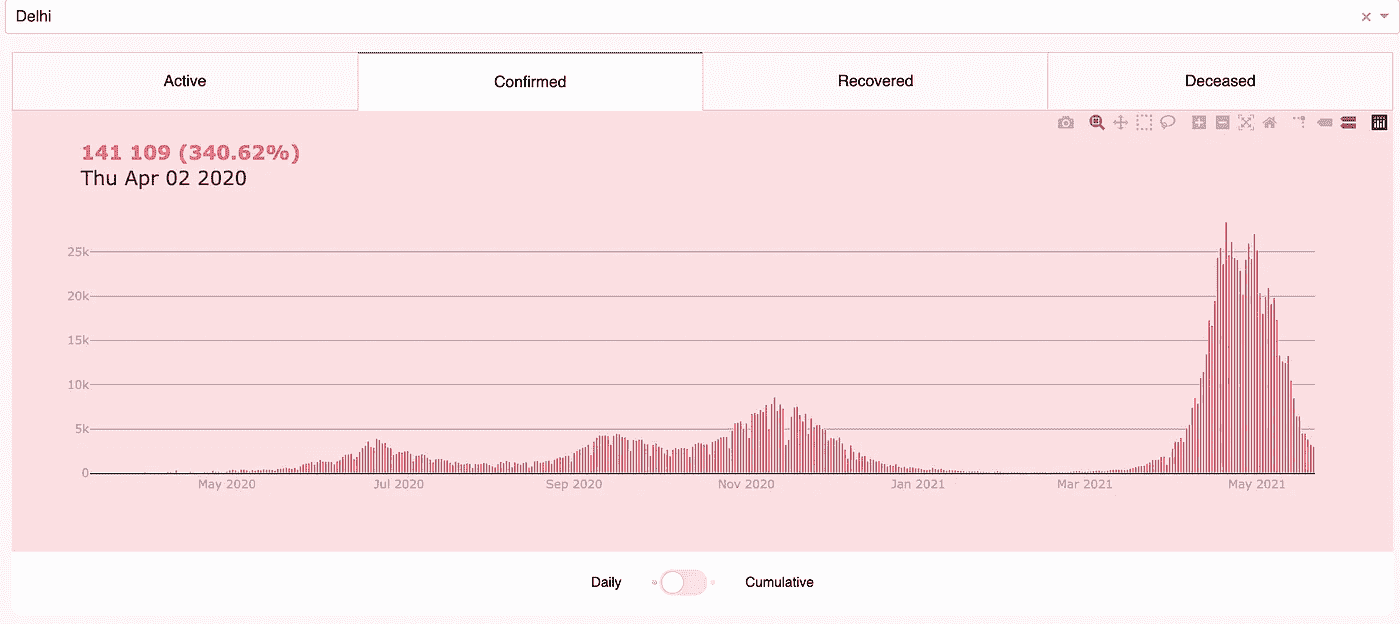 Delhi
Active Confirmed Recovered Deceased
141 109 (340.62%)
Thu Apr 02 2020
25k
20k
15k
10k
5k
0
May 2020 Jul 2020 Sep 2020 Nov 2020 Jan 2021 Mar 2021 May 2021
Daily Cumulative